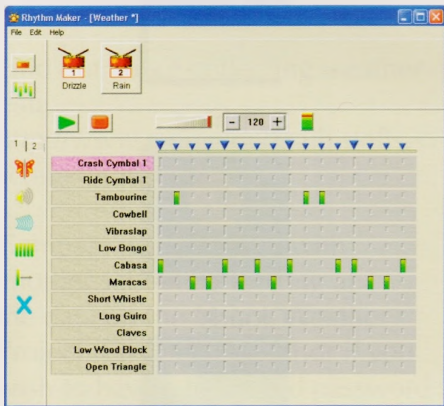 Rhythm Maker - [Weather *]
File Edit Help
1 2
Drizzle Rain
- 120 +
1 2
Crash Cymbal 1
Ride Cymbal 1
Tambourine
Cowbell
Vibraslap
Low Bongo
Cabasa
Maracas
Short Whistle
Long Guiro
Claves
Low Wood Block
Open Triangle